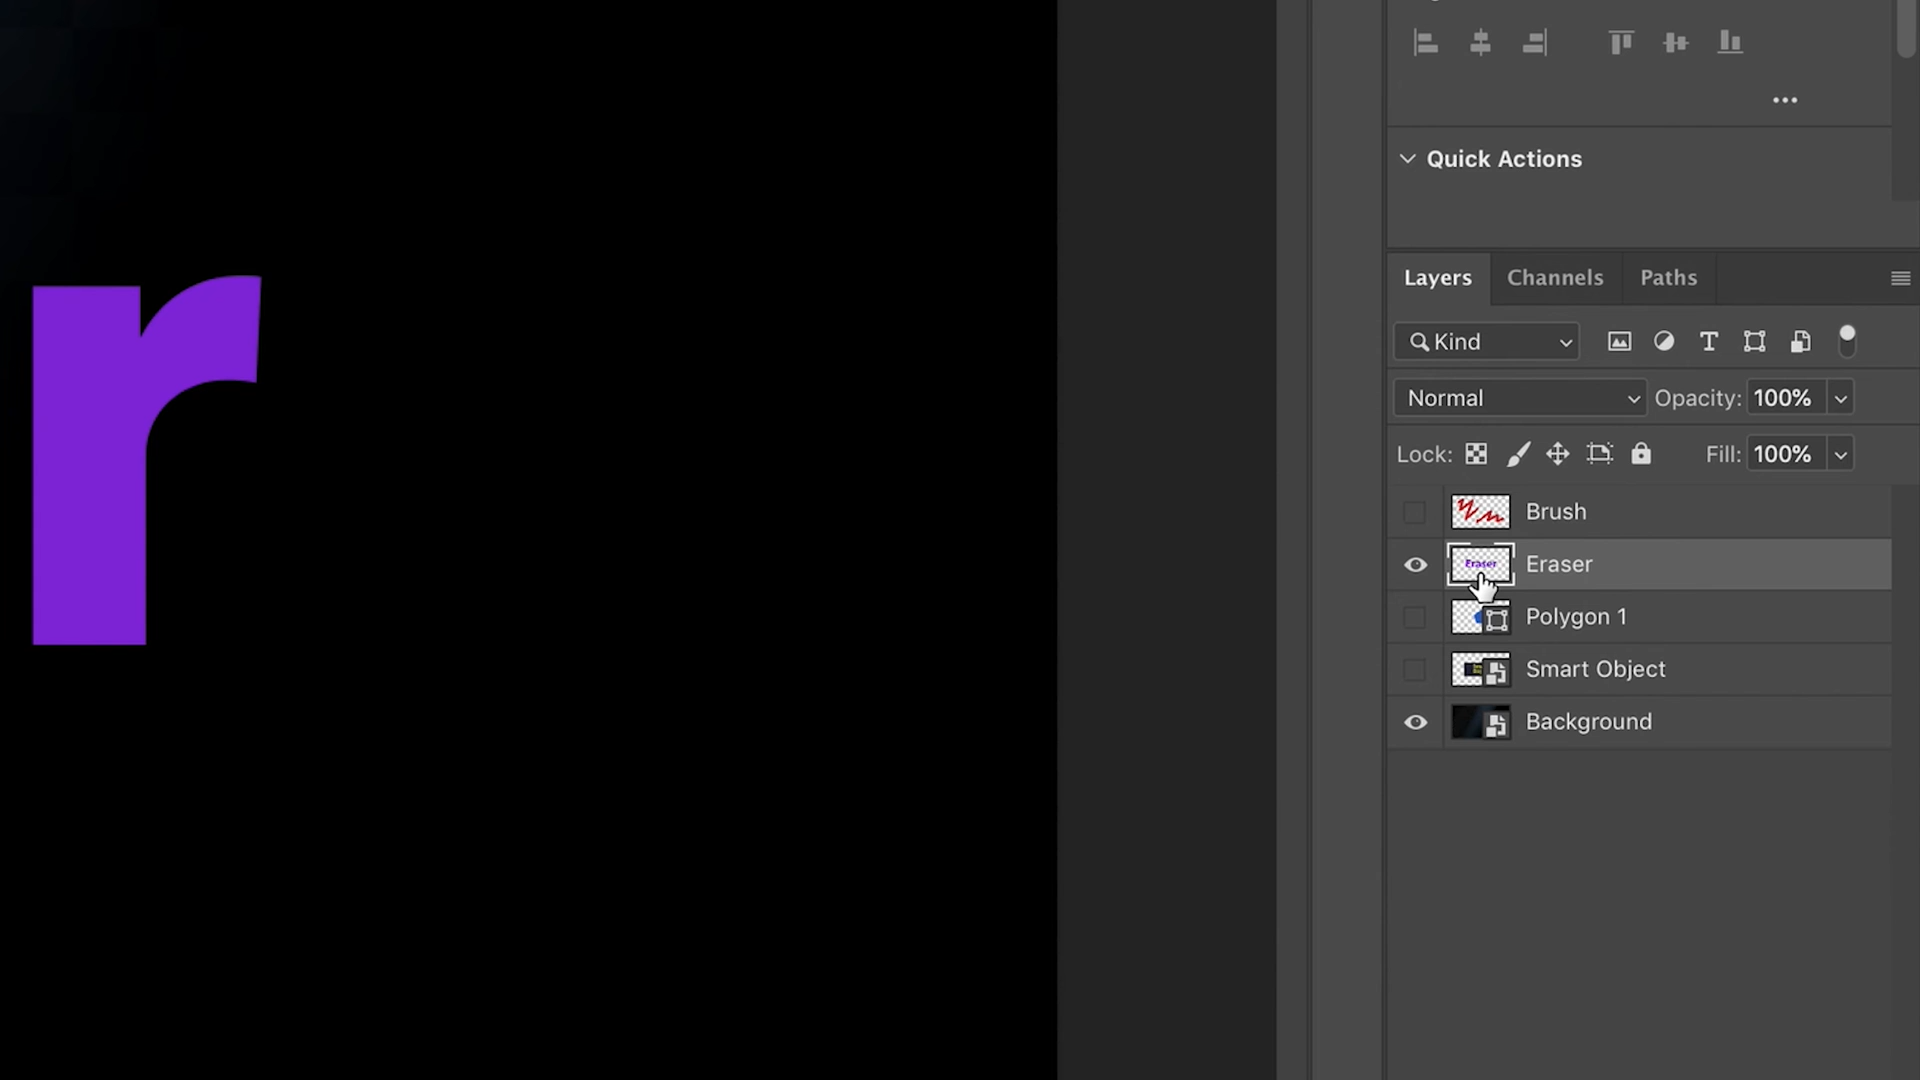 Quick Actions
Layers
Channels
Paths
Kind
Normal
Opacity: 100%
Lock:
Fill: 100%
Brush
Eraser
Eraser
Polygon 1
Smart Object
Background
r